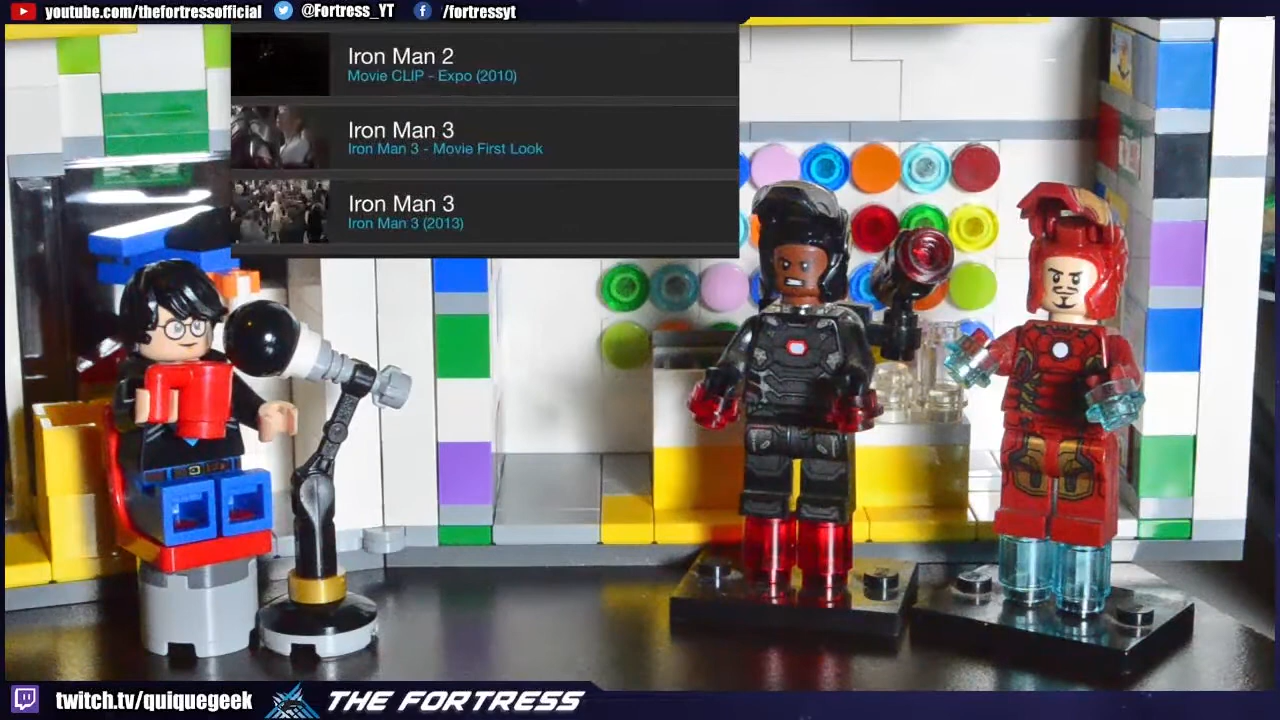 youtube.com/thefortressofficial
@Fortress_YT
/fortressyt
Iron Man 2
Movie CLIP - Expo (2010)
Iron Man 3
Iron Man 3 - Movie First Look
Iron Man 3
Iron Man 3 (2013)
twitch.tv/quiquegeek
THE FORTRESS